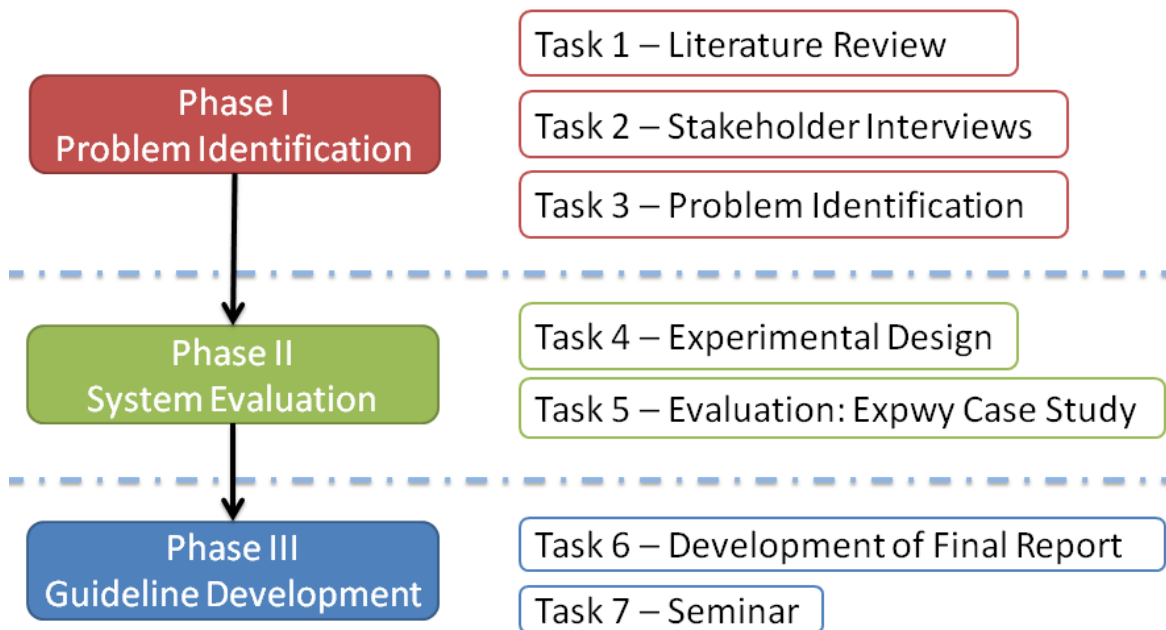 Phase I
Problem Identification
Task 1 – Literature Review
Task 2 – Stakeholder Interviews
Task 3 – Problem Identification
Phase II
System Evaluation
Task 4 – Experimental Design
Task 5 – Evaluation: Expwy Case Study
Phase III
Guideline Development
Task 6 – Development of Final Report
Task 7 – Seminar